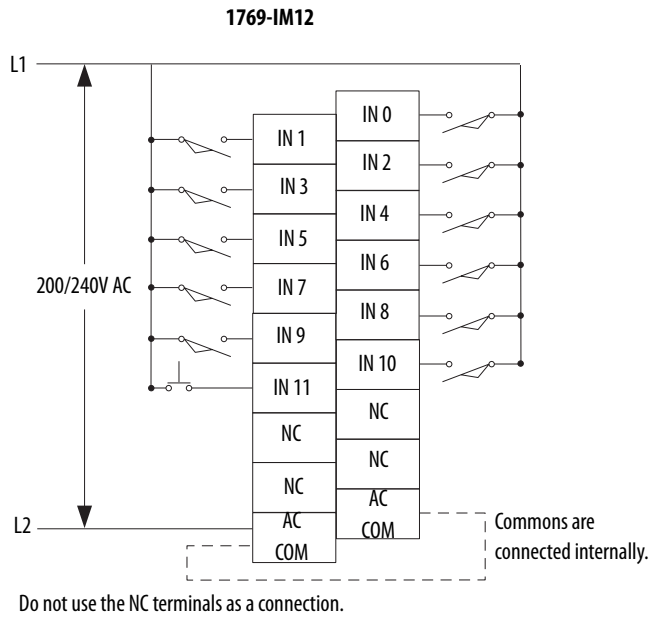 1769-IM12
L1
IN 0
IN 1
IN 2
IN 3
IN 4
IN 5
IN 6
200/240V AC
IN 7
IN 8
IN 9
IN 10
IN 11
NC
NC
NC
NC
AC
COM
L2
AC
COM
Commons are
connected internally.
Do not use the NC terminals as a connection.